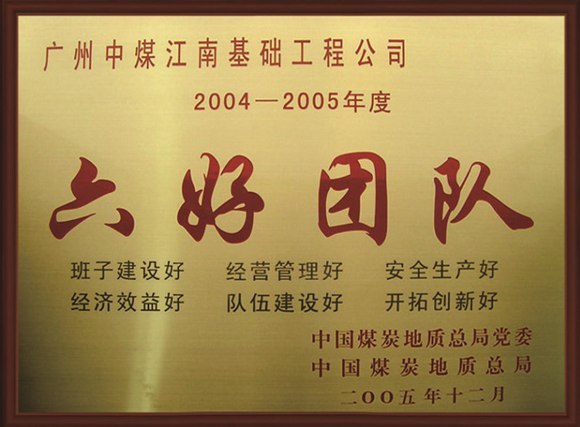 广州中煤江南基础工程公司
2004—2005年度
六好团队
班子建设好 经营管理好 安全生产好
经济效益好 队伍建设好 开拓创新好
中国煤炭地质总局党委
中国煤炭地质总局
二〇〇五年十二月